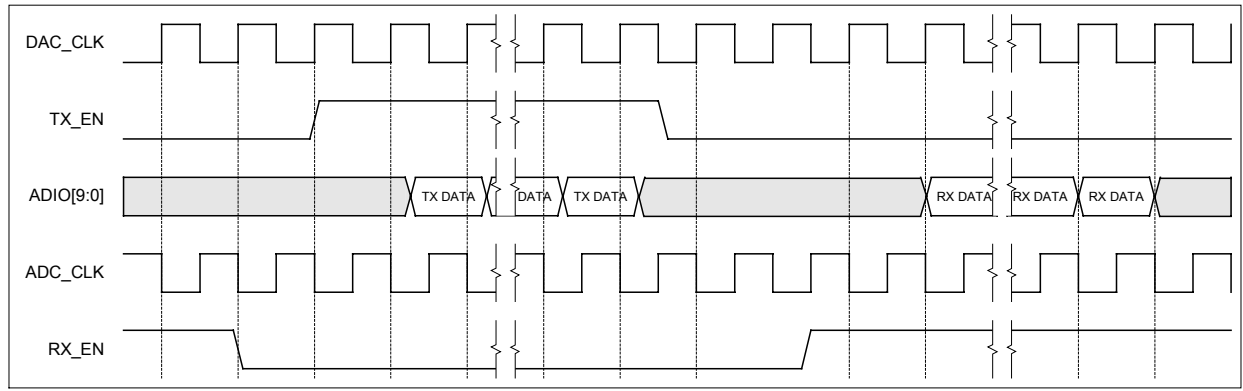 DAC_CLK
TX_EN
ADIO[9:0]
TX DATA
DATA
TX DATA
RX DATA
RX DATA
RX DATA
ADC_CLK
RX_EN